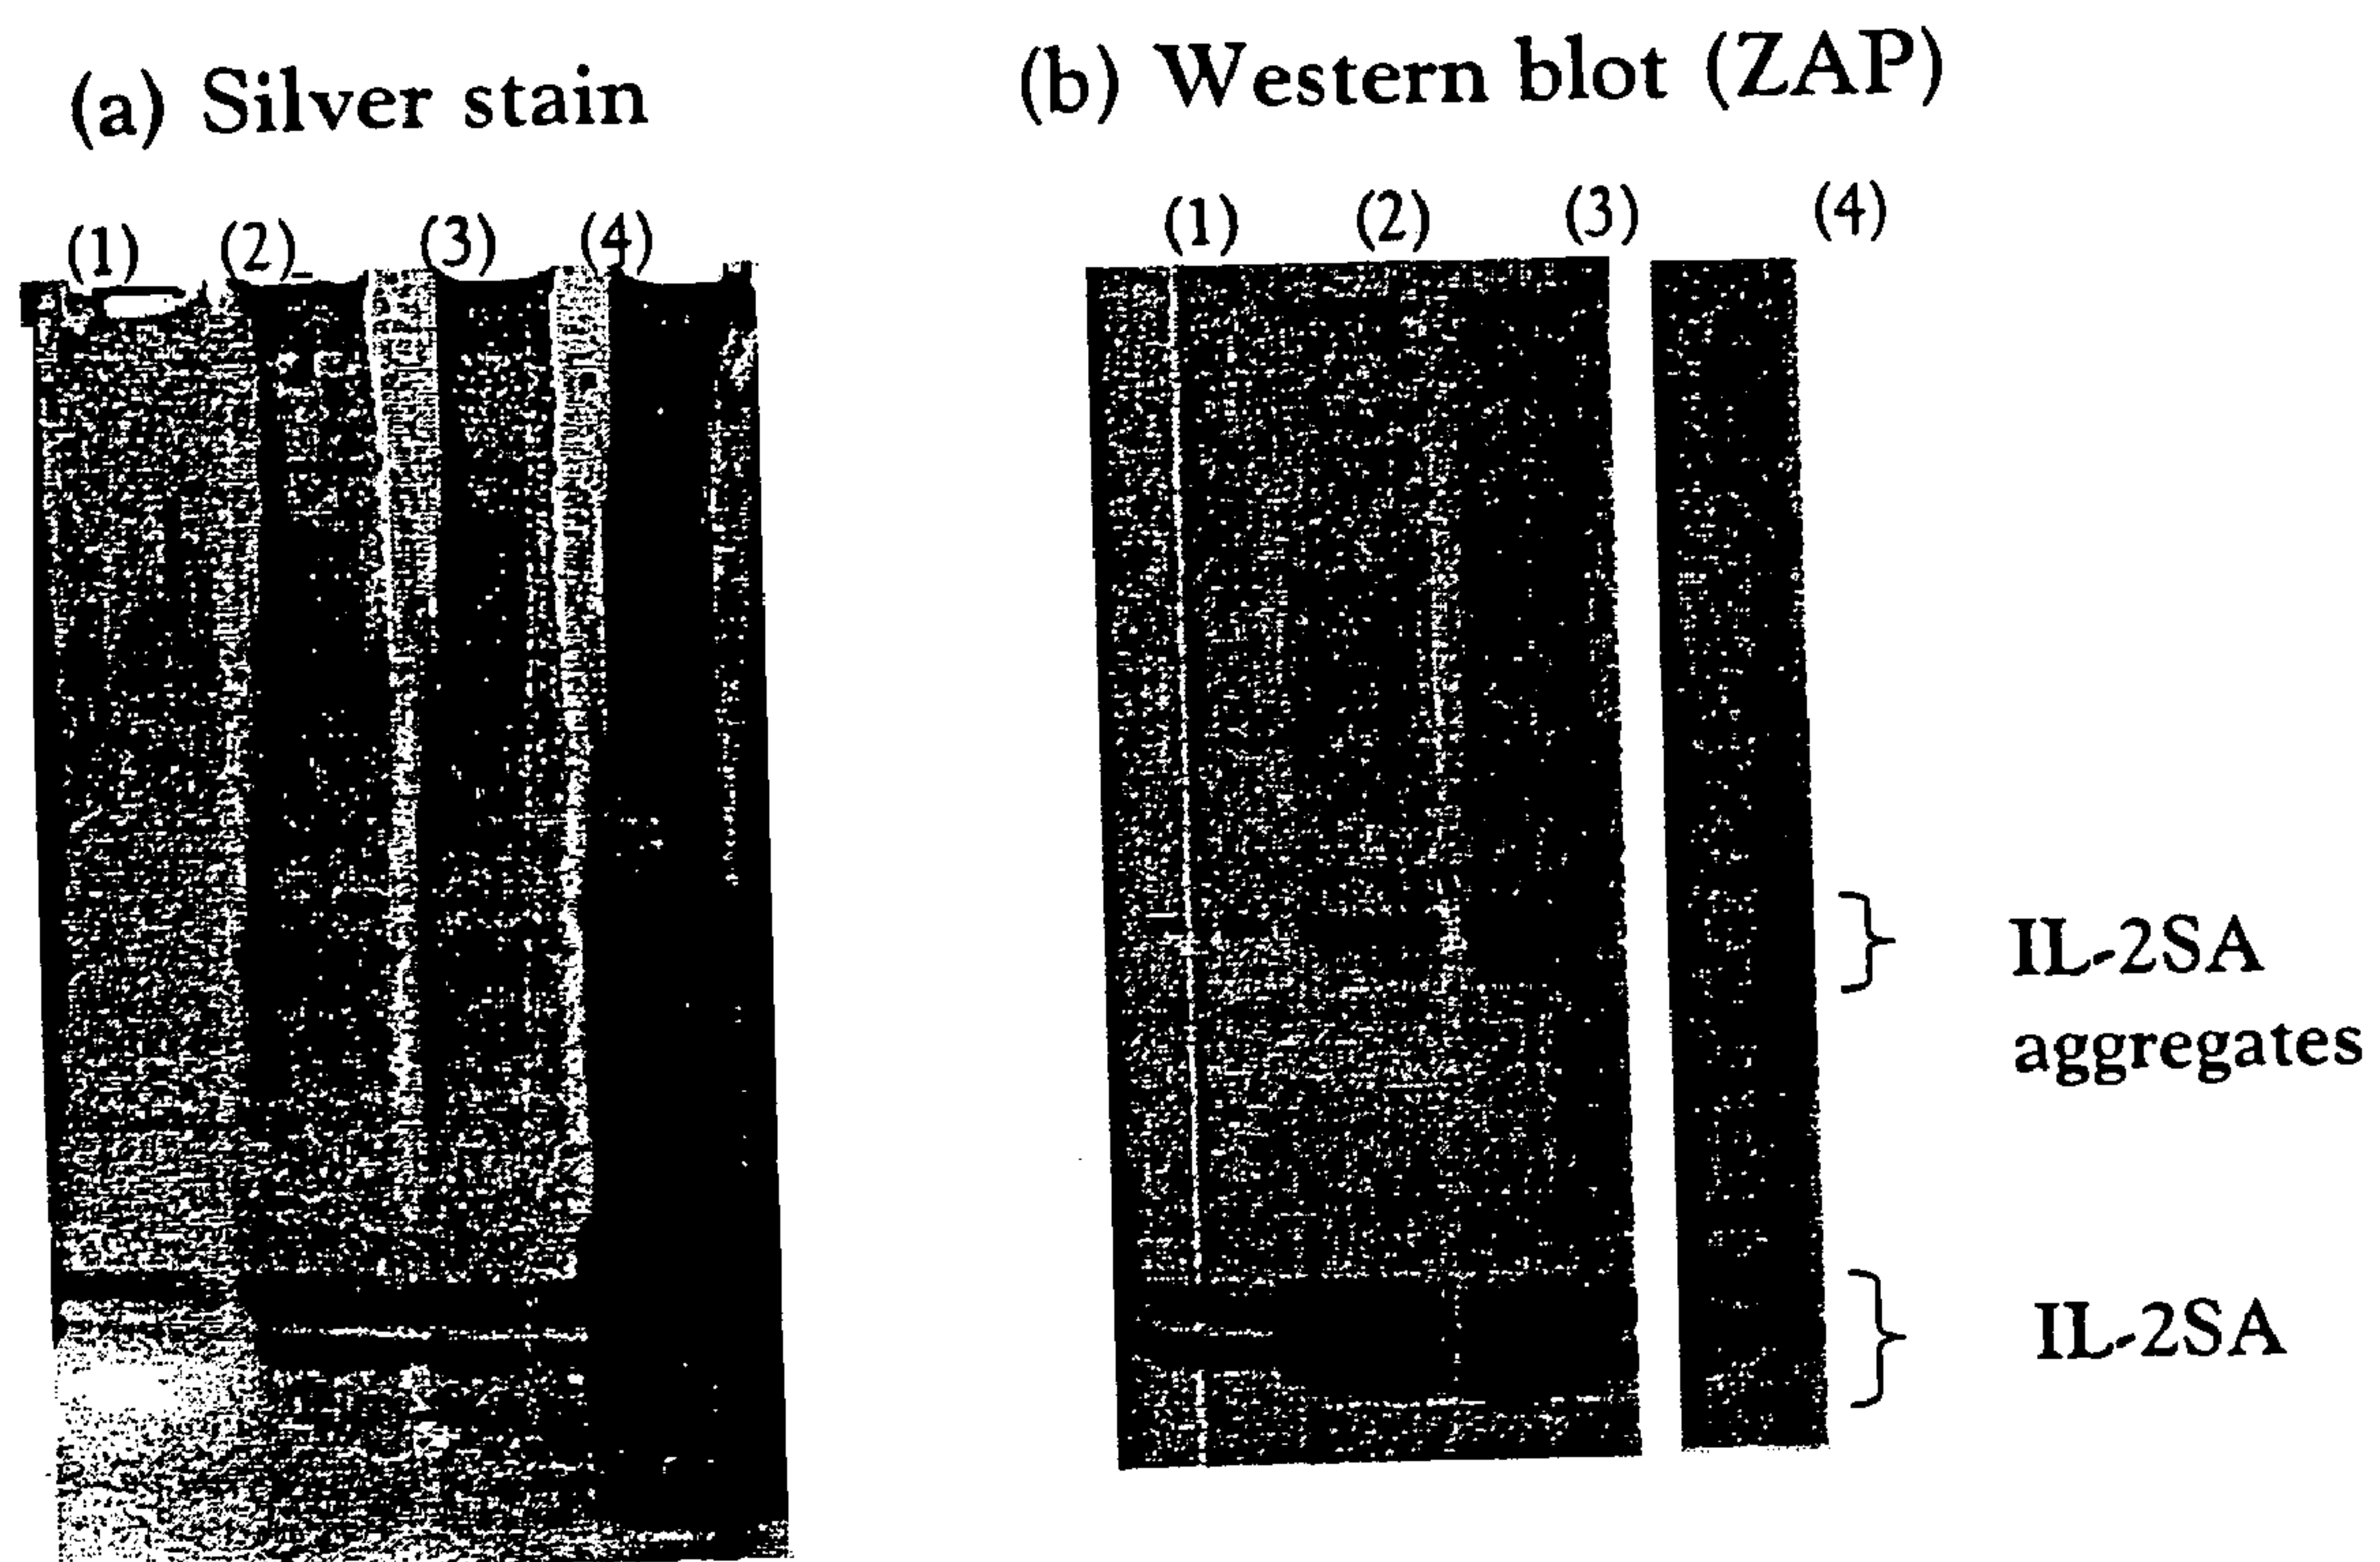 (a) Silver stain
(b) Western blot (ZAP)
(1) (2) (3) (4)
(1) (2) (3) (4)
IL-2SA
aggregates
IL-2SA